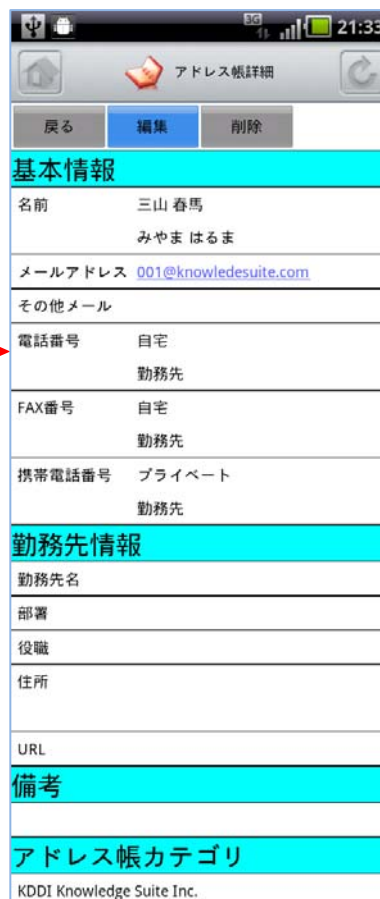 3G 21:33
アドレス帳詳細
戻る 編集 削除
基本情報
名前 三山 春馬
みやま はるま
メールアドレス 001@knowledesuite.com
その他メール
電話番号 自宅
勤務先
FAX番号 自宅
勤務先
携帯電話番号 プライベート
勤務先
勤務先情報
勤務先名
部署
役職
住所
URL
備考
アドレス帳カテゴリ
KDDI Knowledge Suite Inc.